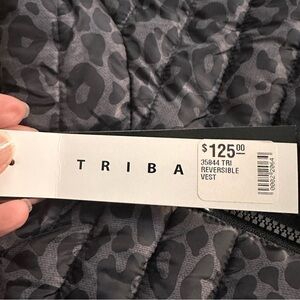 TRIBA
$125.00
35844 TRI
REVERSIBLE
VEST